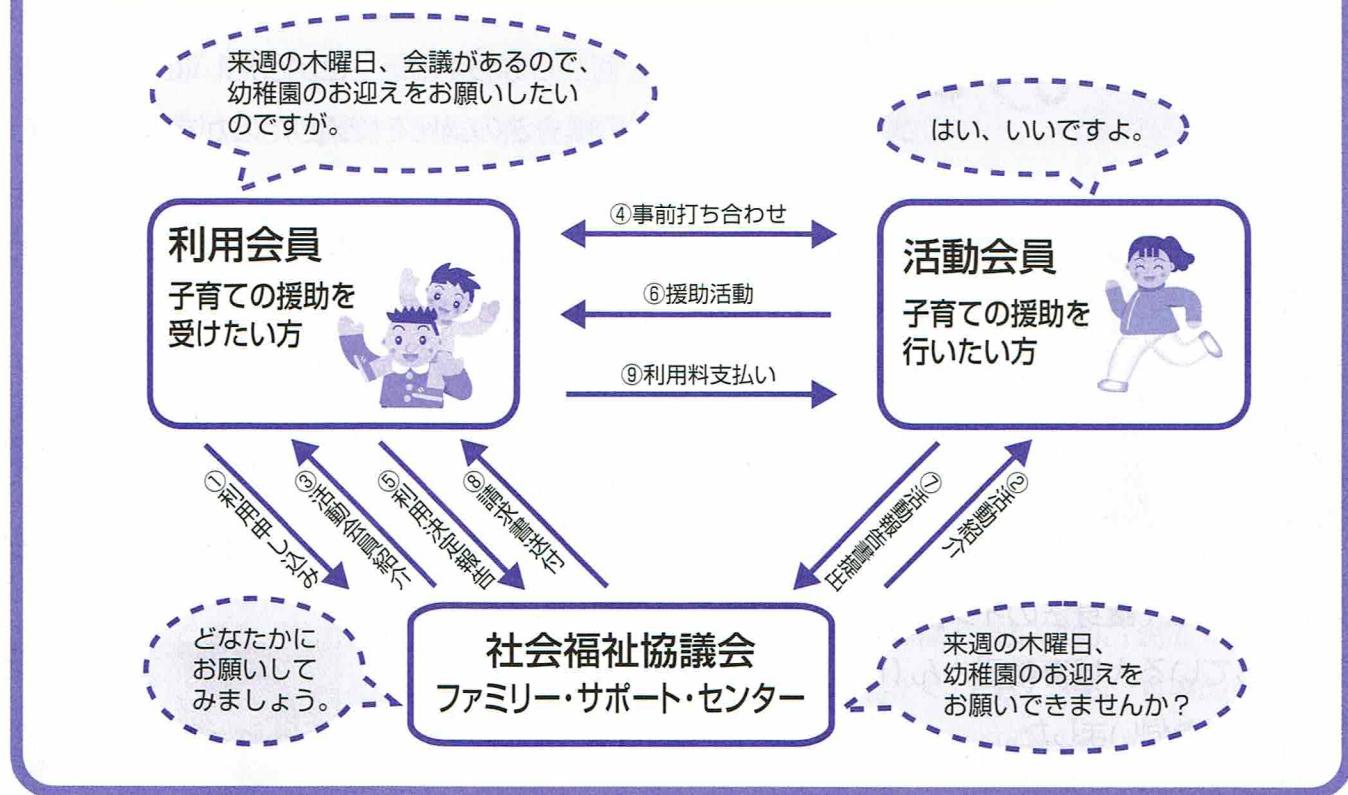 来週の木曜日、会議があるので、
幼稚園のお迎えをお願いしたい
のですが。
はい、いいですよ。
利用会員
子育ての援助を
受けたい方
④事前打ち合わせ
⑥援助活動
⑨利用料支払い
活動会員
子育ての援助を
行いたい方
①利用申し込み
③活動会員紹介
⑤利用決定報告
⑧請求書送付
⑦活動報告書提出
②活動紹介
どなたかに
お願いして
みましょう。
社会福祉協議会
ファミリー・サポート・センター
来週の木曜日、
幼稚園のお迎えを
お願いできませんか？